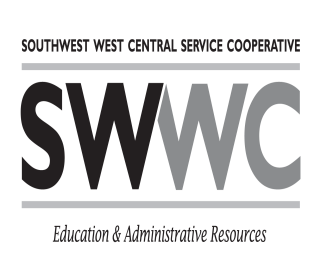 SOUTHWEST WEST CENTRAL SERVICE COOPERATIVE
SWWC
Education & Administrative Resources